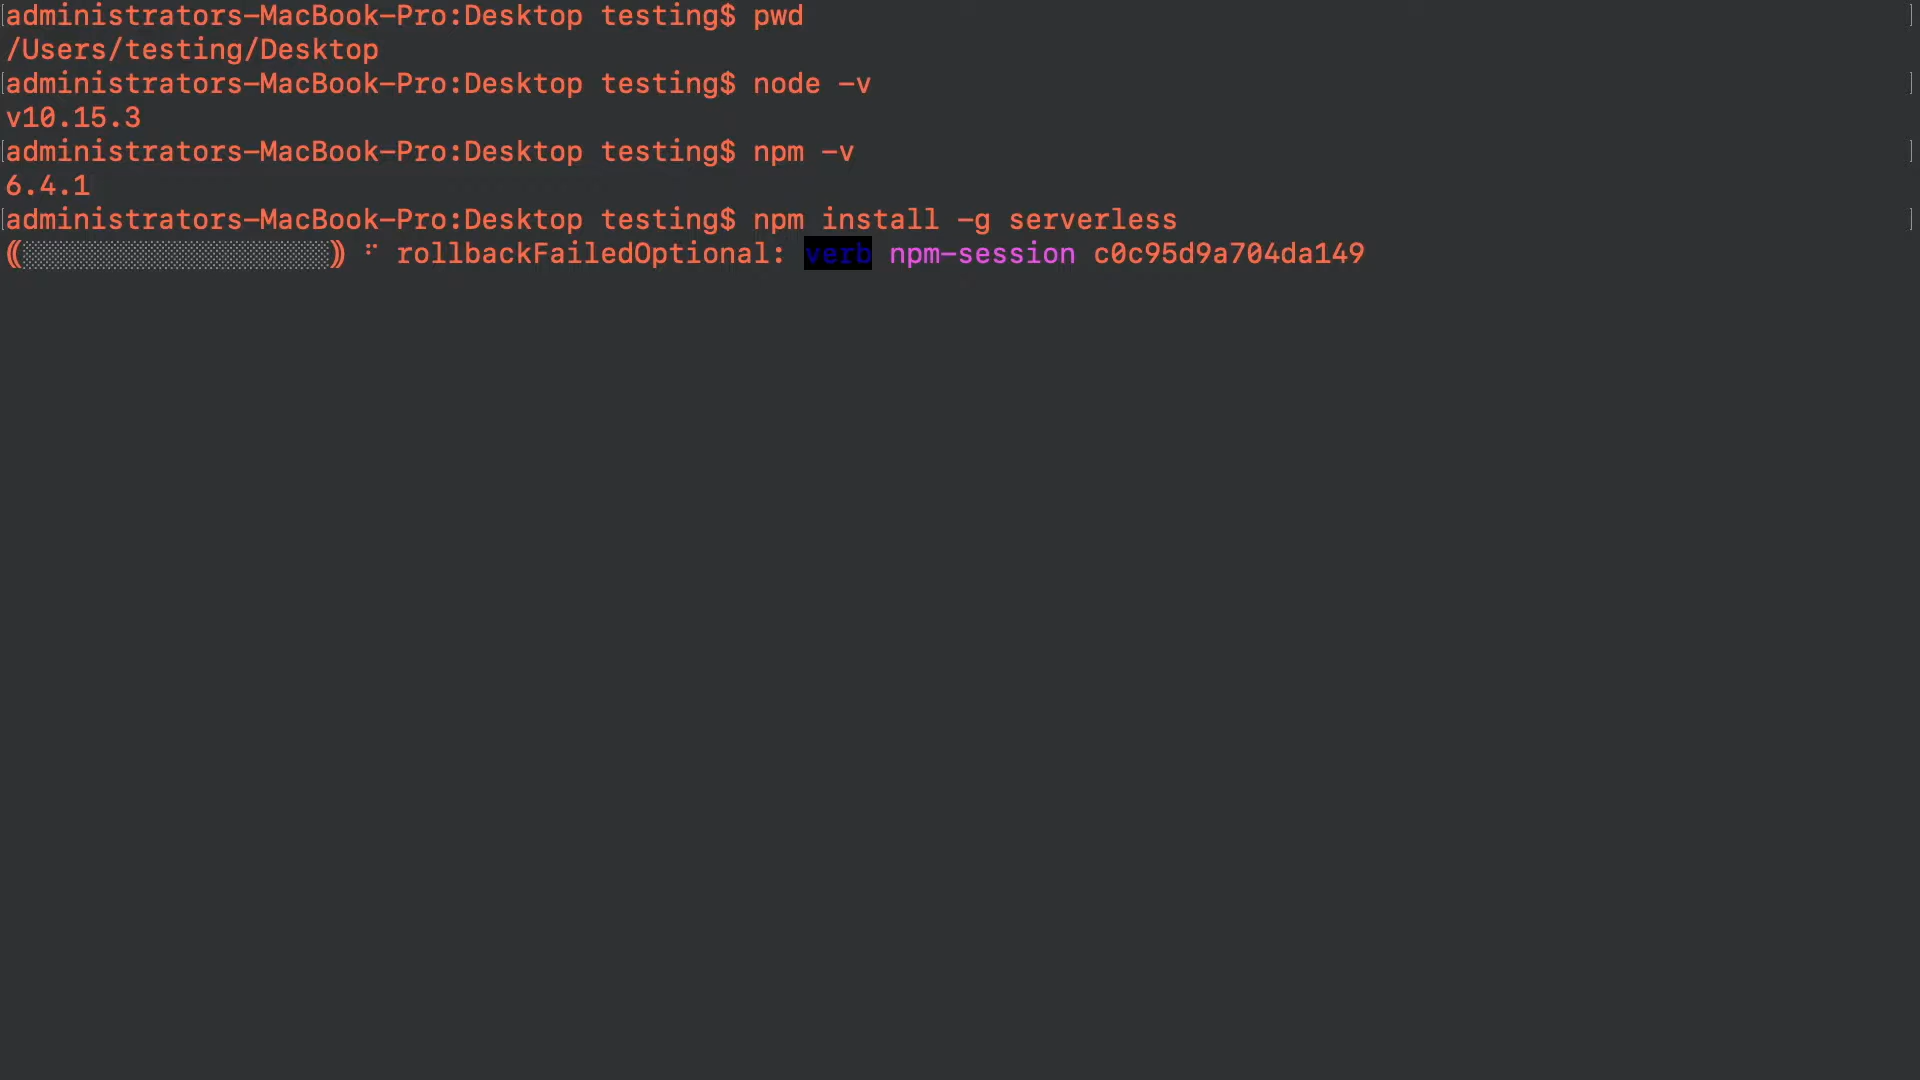 [administrators-MacBook-Pro:Desktop testing$ pwd ]
/Users/testing/Desktop
[administrators-MacBook-Pro:Desktop testing$ node -v ]
v10.15.3
[administrators-MacBook-Pro:Desktop testing$ npm -v ]
6.4.1
[administrators-MacBook-Pro:Desktop testing$ npm install -g serverless ]
(░░░░░░░░░░░░░░░░░░) ⠋ rollbackFailedOptional: verb npm-session c0c95d9a704da149